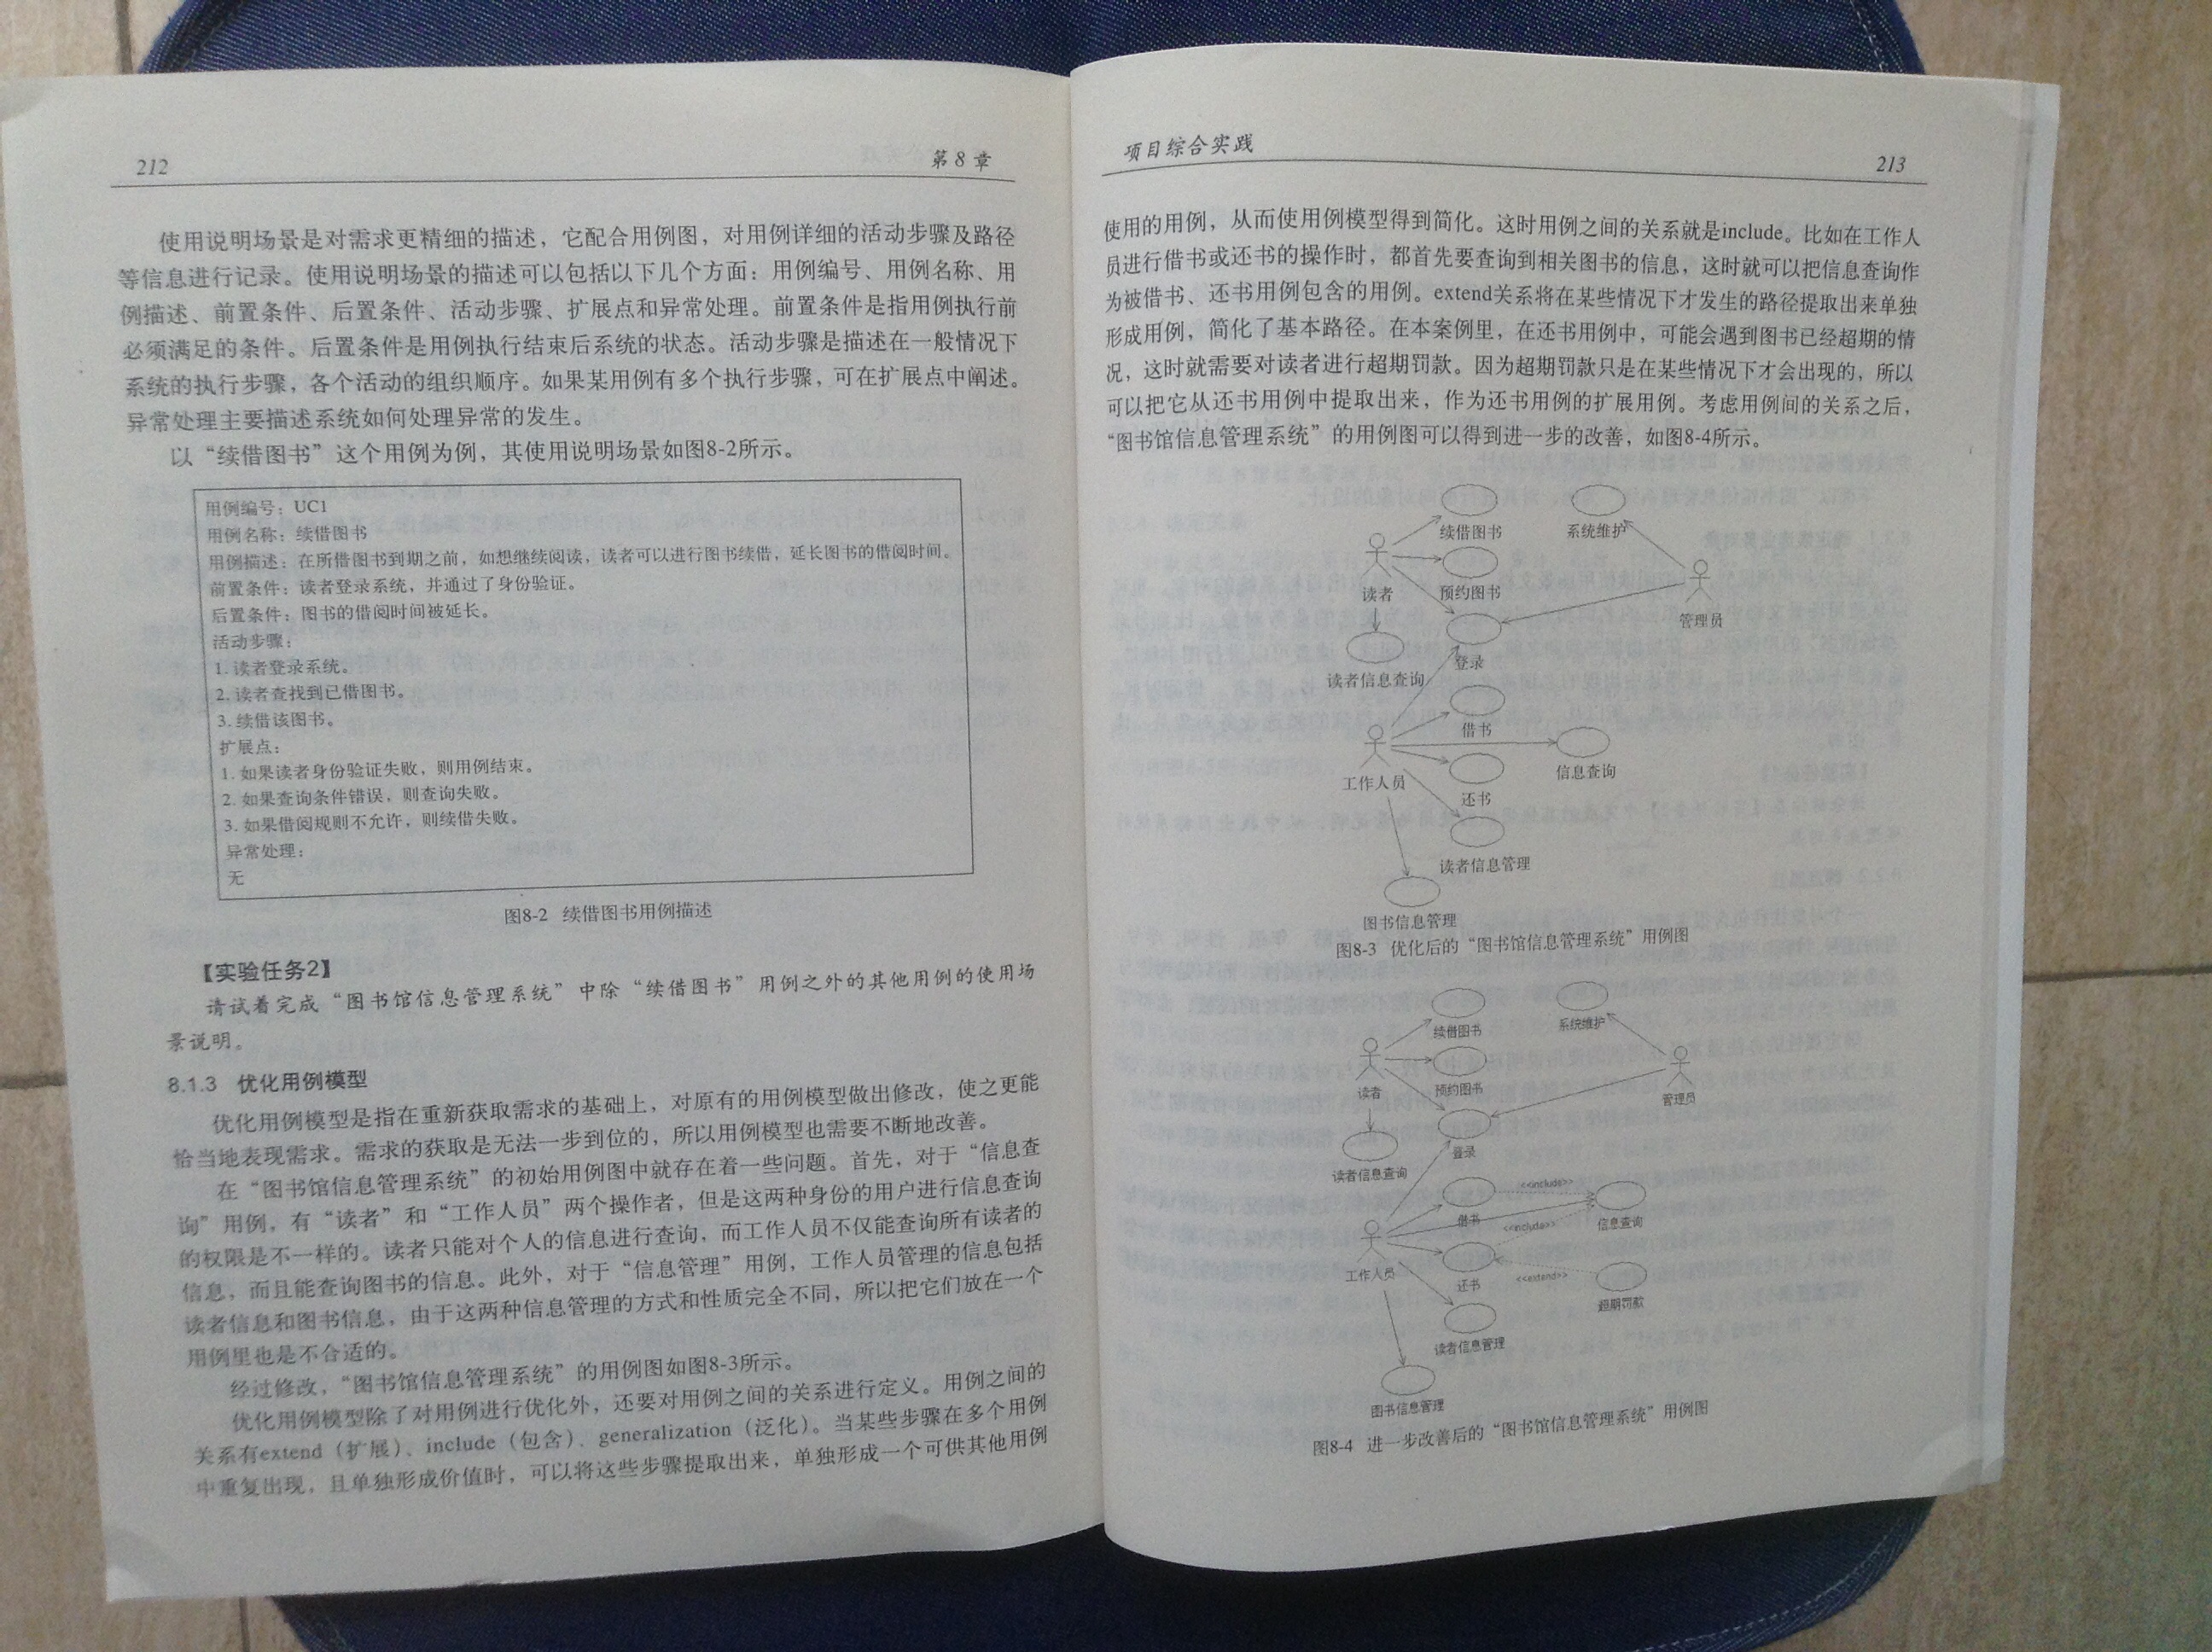 212
第8章
使用说明场景是对需求更精细的描述，它配合用例图，对用例详细的活动步骤及路径
等信息进行记录。使用说明场景的描述可以包括以下几个方面：用例编号、用例名称、用
例描述、前置条件、后置条件、活动步骤、扩展点和异常处理。前置条件是指用例执行前
必须满足的条件。后置条件是用例执行结束后系统的状态。活动步骤是描述在一般情况下
系统的执行步骤，各个活动的组织顺序。如果某用例有多个执行步骤，可在扩展点中阐述。
异常处理主要描述系统如何处理异常的发生。
以“续借图书”这个用例为例，其使用说明场景如图8-2所示。
用例编号：UC1
用例名称：续借图书
用例描述：在所借图书到期之前，如想继续阅读，读者可以进行图书续借，延长图书的借阅时间。
前置条件：读者登录系统，并通过了身份验证。
后置条件：图书的借阅时间被延长。
活动步骤：
1. 读者登录系统。
2. 读者查找到已借图书。
3. 续借该图书。
扩展点：
1. 如果读者身份验证失败，则用例结束。
2. 如果查询条件错误，则查询失败。
3. 如果借阅规则不允许，则续借失败。
异常处理：
无
图8-2 续借图书用例描述
【实验任务2】
请试着完成“图书馆信息管理系统”中除“续借图书”用例之外的其他用例的使用场
景说明。
8.1.3 优化用例模型
优化用例模型是指在重新获取需求的基础上，对原有的用例模型做出修改，使之更能
恰当地表现需求。需求的获取是无法一步到位的，所以用例模型也需要不断地改善。
在“图书馆信息管理系统”的初始用例图中就存在着一些问题。首先，对于“信息查
询”用例，有“读者”和“工作人员”两个操作者，但是这两种身份的用户进行信息查询
的权限是不一样的。读者只能对个人的信息进行查询，而工作人员不仅能查询所有读者的
信息，而且能查询图书的信息。此外，对于“信息管理”用例，工作人员管理的信息包括
读者信息和图书信息，由于这两种信息管理的方式和性质完全不同，所以把它们放在一个
用例里也是不合适的。
经过修改，“图书馆信息管理系统”的用例图如图8-3所示。
优化用例模型除了对用例进行优化外，还要对用例之间的关系进行定义。用例之间的
关系有extend（扩展）、include（包含）、generalization（泛化）。当某些步骤在多个用例
中重复出现，且单独形成价值时，可以将这些步骤提取出来，单独形成一个可供其他用例
项目综合实践
213
使用的用例，从而使用例模型得到简化。这时用例之间的关系就是include。比如在工作人
员进行借书或还书的操作时，都首先要查询到相关图书的信息，这时就可以把信息查询作
为被借书、还书用例包含的用例。extend关系将在某些情况下才发生的路径提取出来单独
形成用例，简化了基本路径。在本案例里，在还书用例中，可能会遇到图书已经超期的情
况，这时就需要对读者进行超期罚款。因为超期罚款只是在某些情况下才会出现的，所以
可以把它从还书用例中提取出来，作为还书用例的扩展用例。考虑用例间的关系之后，
“图书馆信息管理系统”的用例图可以得到进一步的改善，如图8-4所示。
续借图书
系统维护
读者
预约图书
管理员
登录
读者信息查询
借书
工作人员
信息查询
还书
读者信息管理
图书信息管理
图8-3 优化后的“图书馆信息管理系统”用例图
续借图书
系统维护
读者
预约图书
管理员
登录
读者信息查询
<<include>>
借书
<<include>>
信息查询
工作人员
还书
<<extend>>
超期罚款
读者信息管理
图书信息管理
图8-4 进一步改善后的“图书馆信息管理系统”用例图